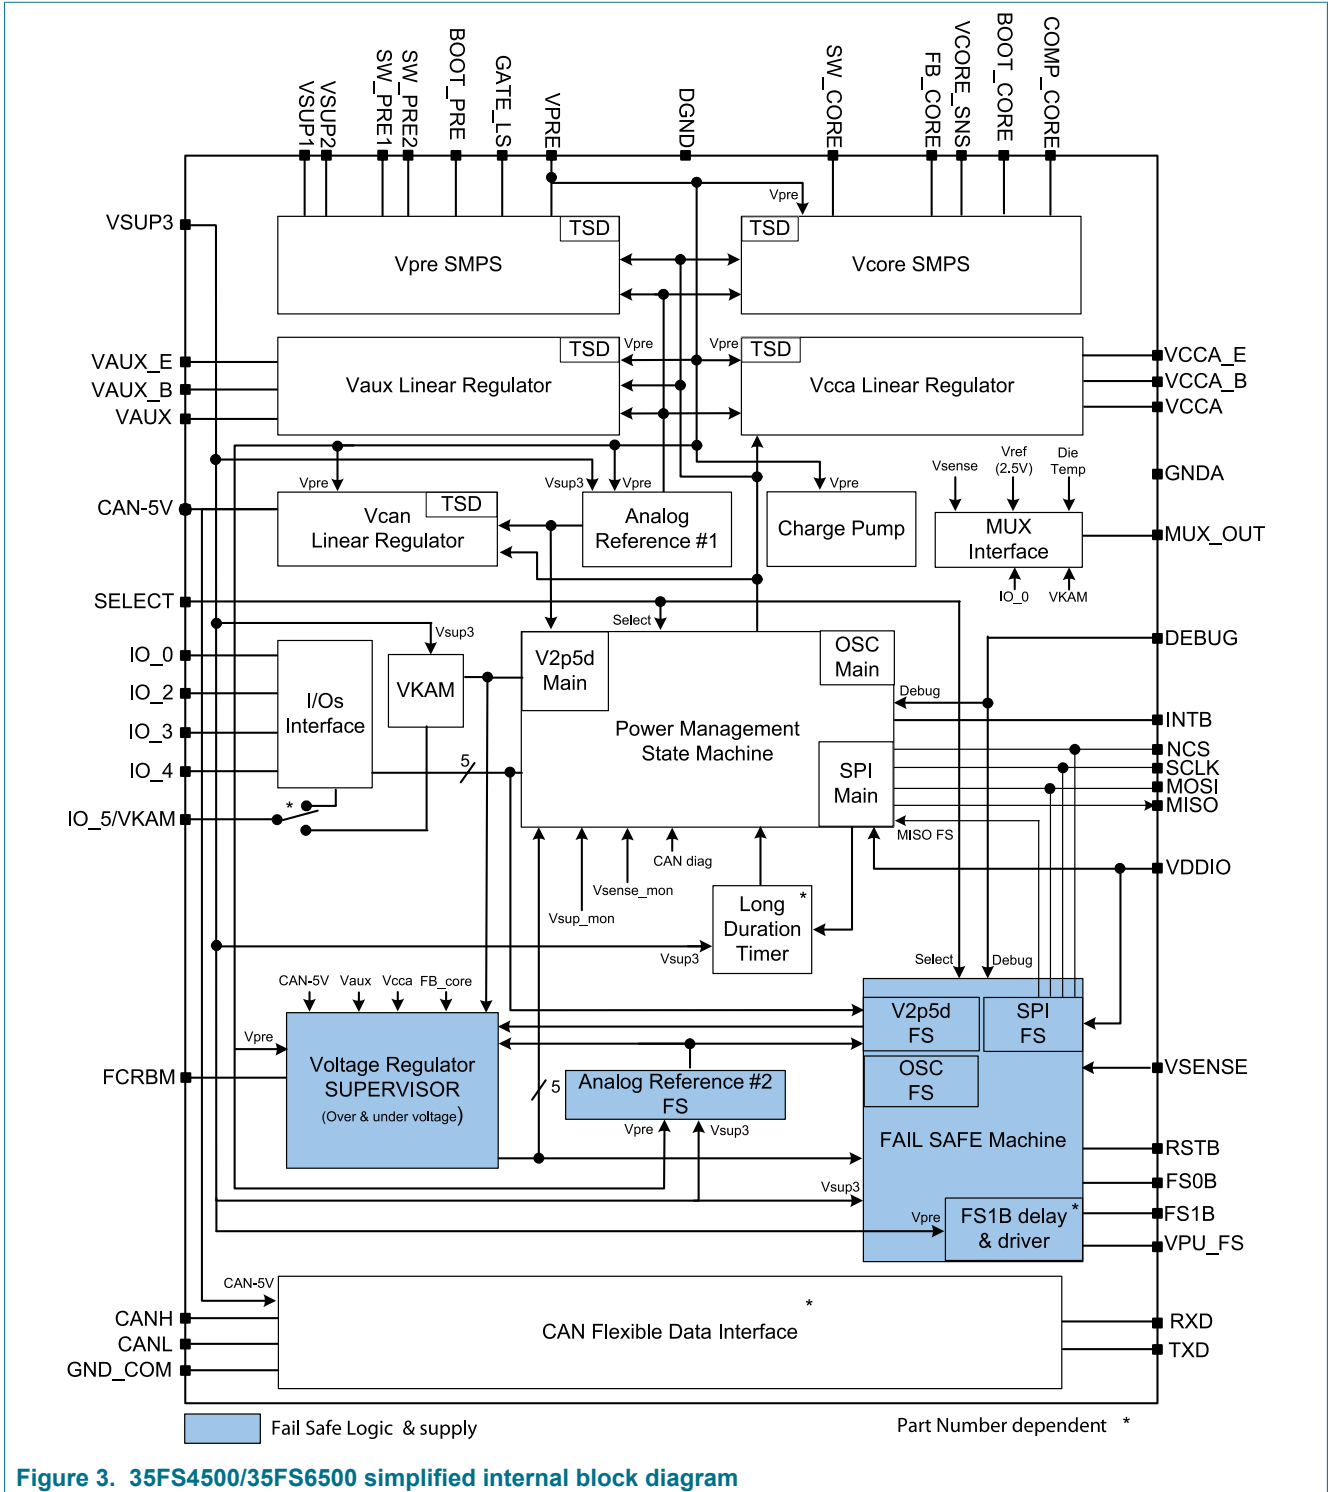 VSUP1
VSUP2
SW_PRE1
SW_PRE2
BOOT_PRE
GATE_LS
VPRE
DGND
SW_CORE
FB_CORE
VCORE_SNS
BOOT_CORE
COMP_CORE
VSUP3
TSD
Vpre SMPS
Vpre
TSD
Vcore SMPS
VAUX_E
VAUX_B
VAUX
TSD
Vaux Linear Regulator
Vpre
Vpre
TSD
Vcca Linear Regulator
VCCA_E
VCCA_B
VCCA
GNDA
CAN-5V
Vpre
TSD
Vcan
Linear Regulator
Vsup3
Vpre
Analog
Reference #1
Vpre
Charge Pump
Vsense
Vref
(2.5V)
Die
Temp
MUX
Interface
IO_0
VKAM
MUX_OUT
SELECT
Select
IO_0
IO_2
IO_3
IO_4
IO_5/VKAM
I/Os
Interface
*
Vsup3
VKAM
5
V2p5d
Main
OSC
Main
Power Management
State Machine
SPI
Main
Debug
MISO FS
DEBUG
INTB
NCS
SCLK
MOSI
MISO
VDDIO
CAN diag
Vsense_mon
Vsup_mon
Long
Duration
Timer
*
Vsup3
Select
Debug
CAN-5V
Vaux
Vcca
FB_core
Vpre
Voltage Regulator
SUPERVISOR
(Over & under voltage)
FCRBM
5
Analog Reference #2
FS
Vpre
Vsup3
V2p5d
FS
SPI
FS
OSC
FS
FAIL SAFE Machine
Vsup3
Vpre
FS1B delay
& driver
*
VSENSE
RSTB
FS0B
FS1B
VPU_FS
CAN-5V
CANH
CANL
GND_COM
CAN Flexible Data Interface
*
RXD
TXD
Fail Safe Logic & supply
Part Number dependent *
Figure 3. 35FS4500/35FS6500 simplified internal block diagram